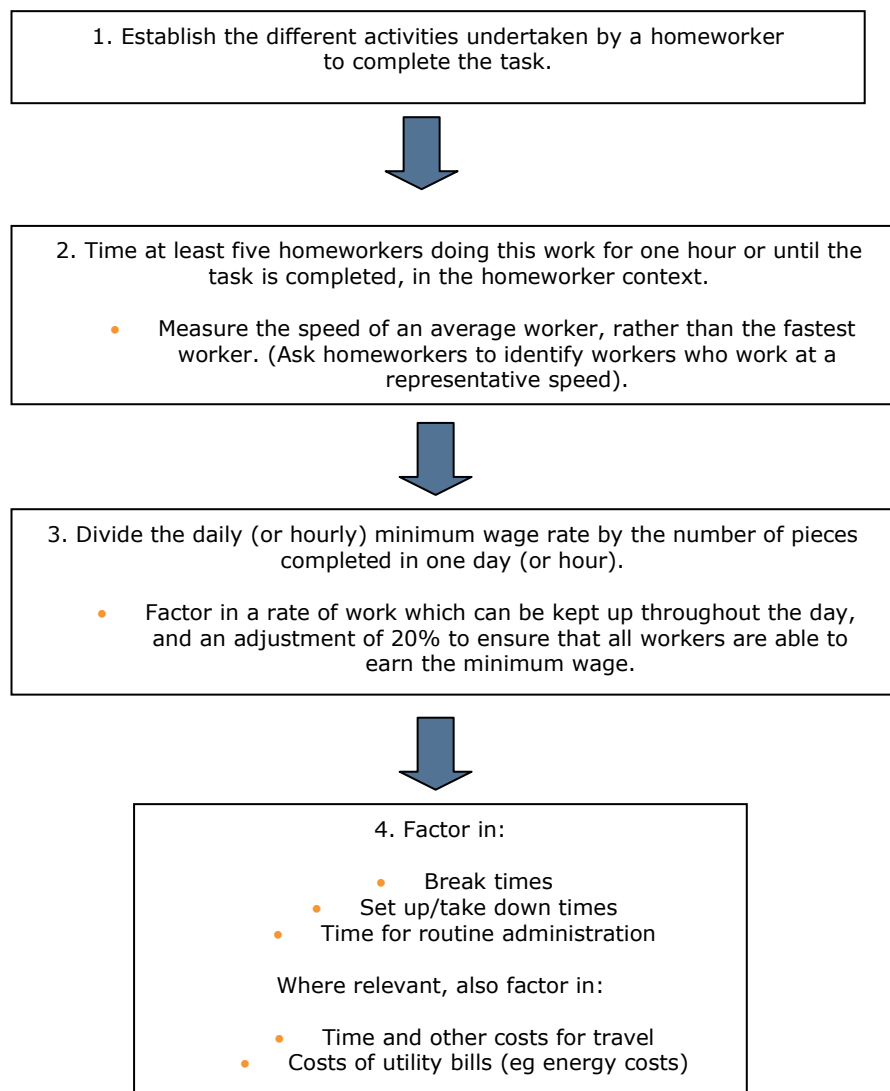 1. Establish the different activities undertaken by a homeworker
to complete the task.
2. Time at least five homeworkers doing this work for one hour or until the
task is completed, in the homeworker context.
• Measure the speed of an average worker, rather than the fastest
worker. (Ask homeworkers to identify workers who work at a
representative speed).
3. Divide the daily (or hourly) minimum wage rate by the number of pieces
completed in one day (or hour).
• Factor in a rate of work which can be kept up throughout the day,
and an adjustment of 20% to ensure that all workers are able to
earn the minimum wage.
4. Factor in:
• Break times
• Set up/take down times
• Time for routine administration
Where relevant, also factor in:
• Time and other costs for travel
• Costs of utility bills (eg energy costs)